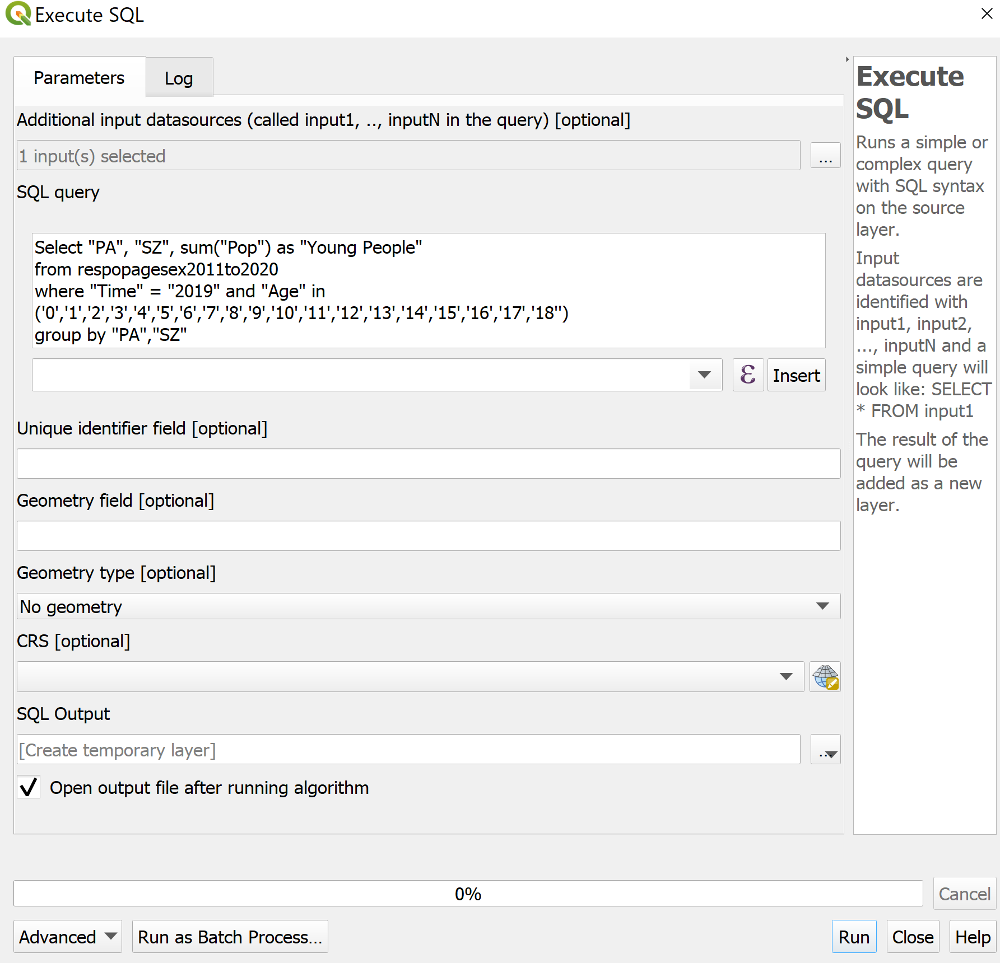 Execute SQL
Parameters
Log
Additional input datasources (called input1, .., inputN in the query) [optional]
1 input(s) selected
...
SQL query
Select "PA", "SZ", sum("Pop") as "Young People"
from respopagesex2011to2020
where "Time" = "2019" and "Age" in
('0','1','2','3','4','5','6','7','8','9','10','11','12','13','14','15','16','17','18'')
group by "PA","SZ"
ε
Insert
Unique identifier field [optional]
Geometry field [optional]
Geometry type [optional]
No geometry
CRS [optional]
SQL Output
[Create temporary layer]
...
Open output file after running algorithm
Execute
SQL
Runs a simple or
complex query
with SQL syntax
on the source
layer.
Input
datasources are
identified with
input1, input2,
..., inputN and a
simple query will
look like: SELECT
* FROM input1
The result of the
query will be
added as a new
layer.
0%
Cancel
Advanced
Run as Batch Process...
Run
Close
Help